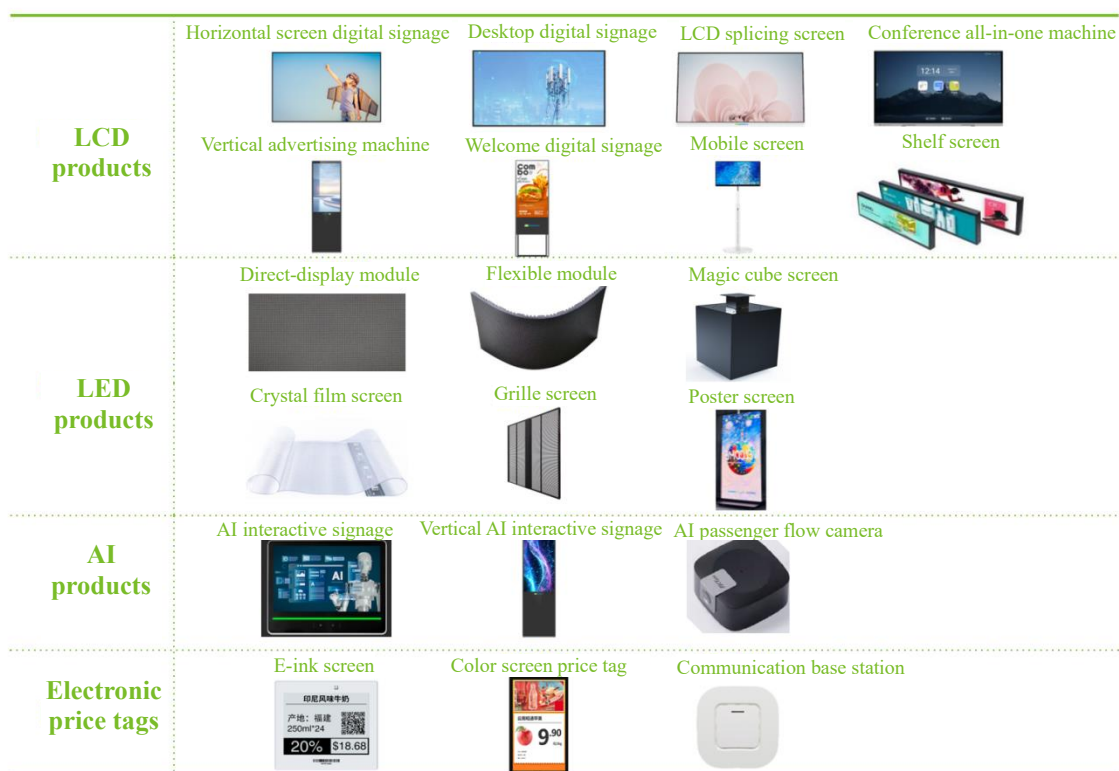 Horizontal screen digital signage
Desktop digital signage
LCD splicing screen
Conference all-in-one machine
12:14
LCD
products
Vertical advertising machine
Welcome digital signage
Mobile screen
Shelf screen
COM
DO
Direct-display module
Flexible module
Magic cube screen
LED
products
Crystal film screen
Grille screen
Poster screen
AI
products
AI interactive signage
Vertical AI interactive signage
AI passenger flow camera
AI
Electronic
price tags
E-ink screen
Color screen price tag
Communication base station
印尼风味牛奶
产地：福建
250ml*24
20% $18.68
9.90